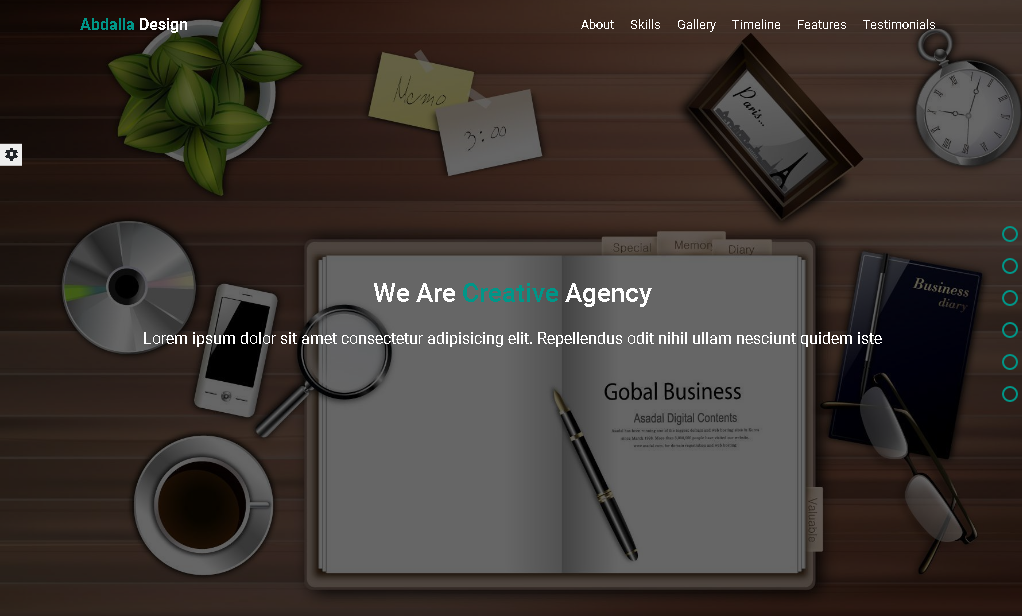 Abdalla Design
About Skills Gallery Timeline Features Testimonials
Memo
3:00
Paris...
Special
Memori
Diary
Business
diary
We Are Creative Agency
Lorem ipsum dolor sit amet consectetur adipisicing elit. Repellendus odit nihil ullam nesciunt quidem iste
Gobal Business
Asadal Digital Contents
Valuable